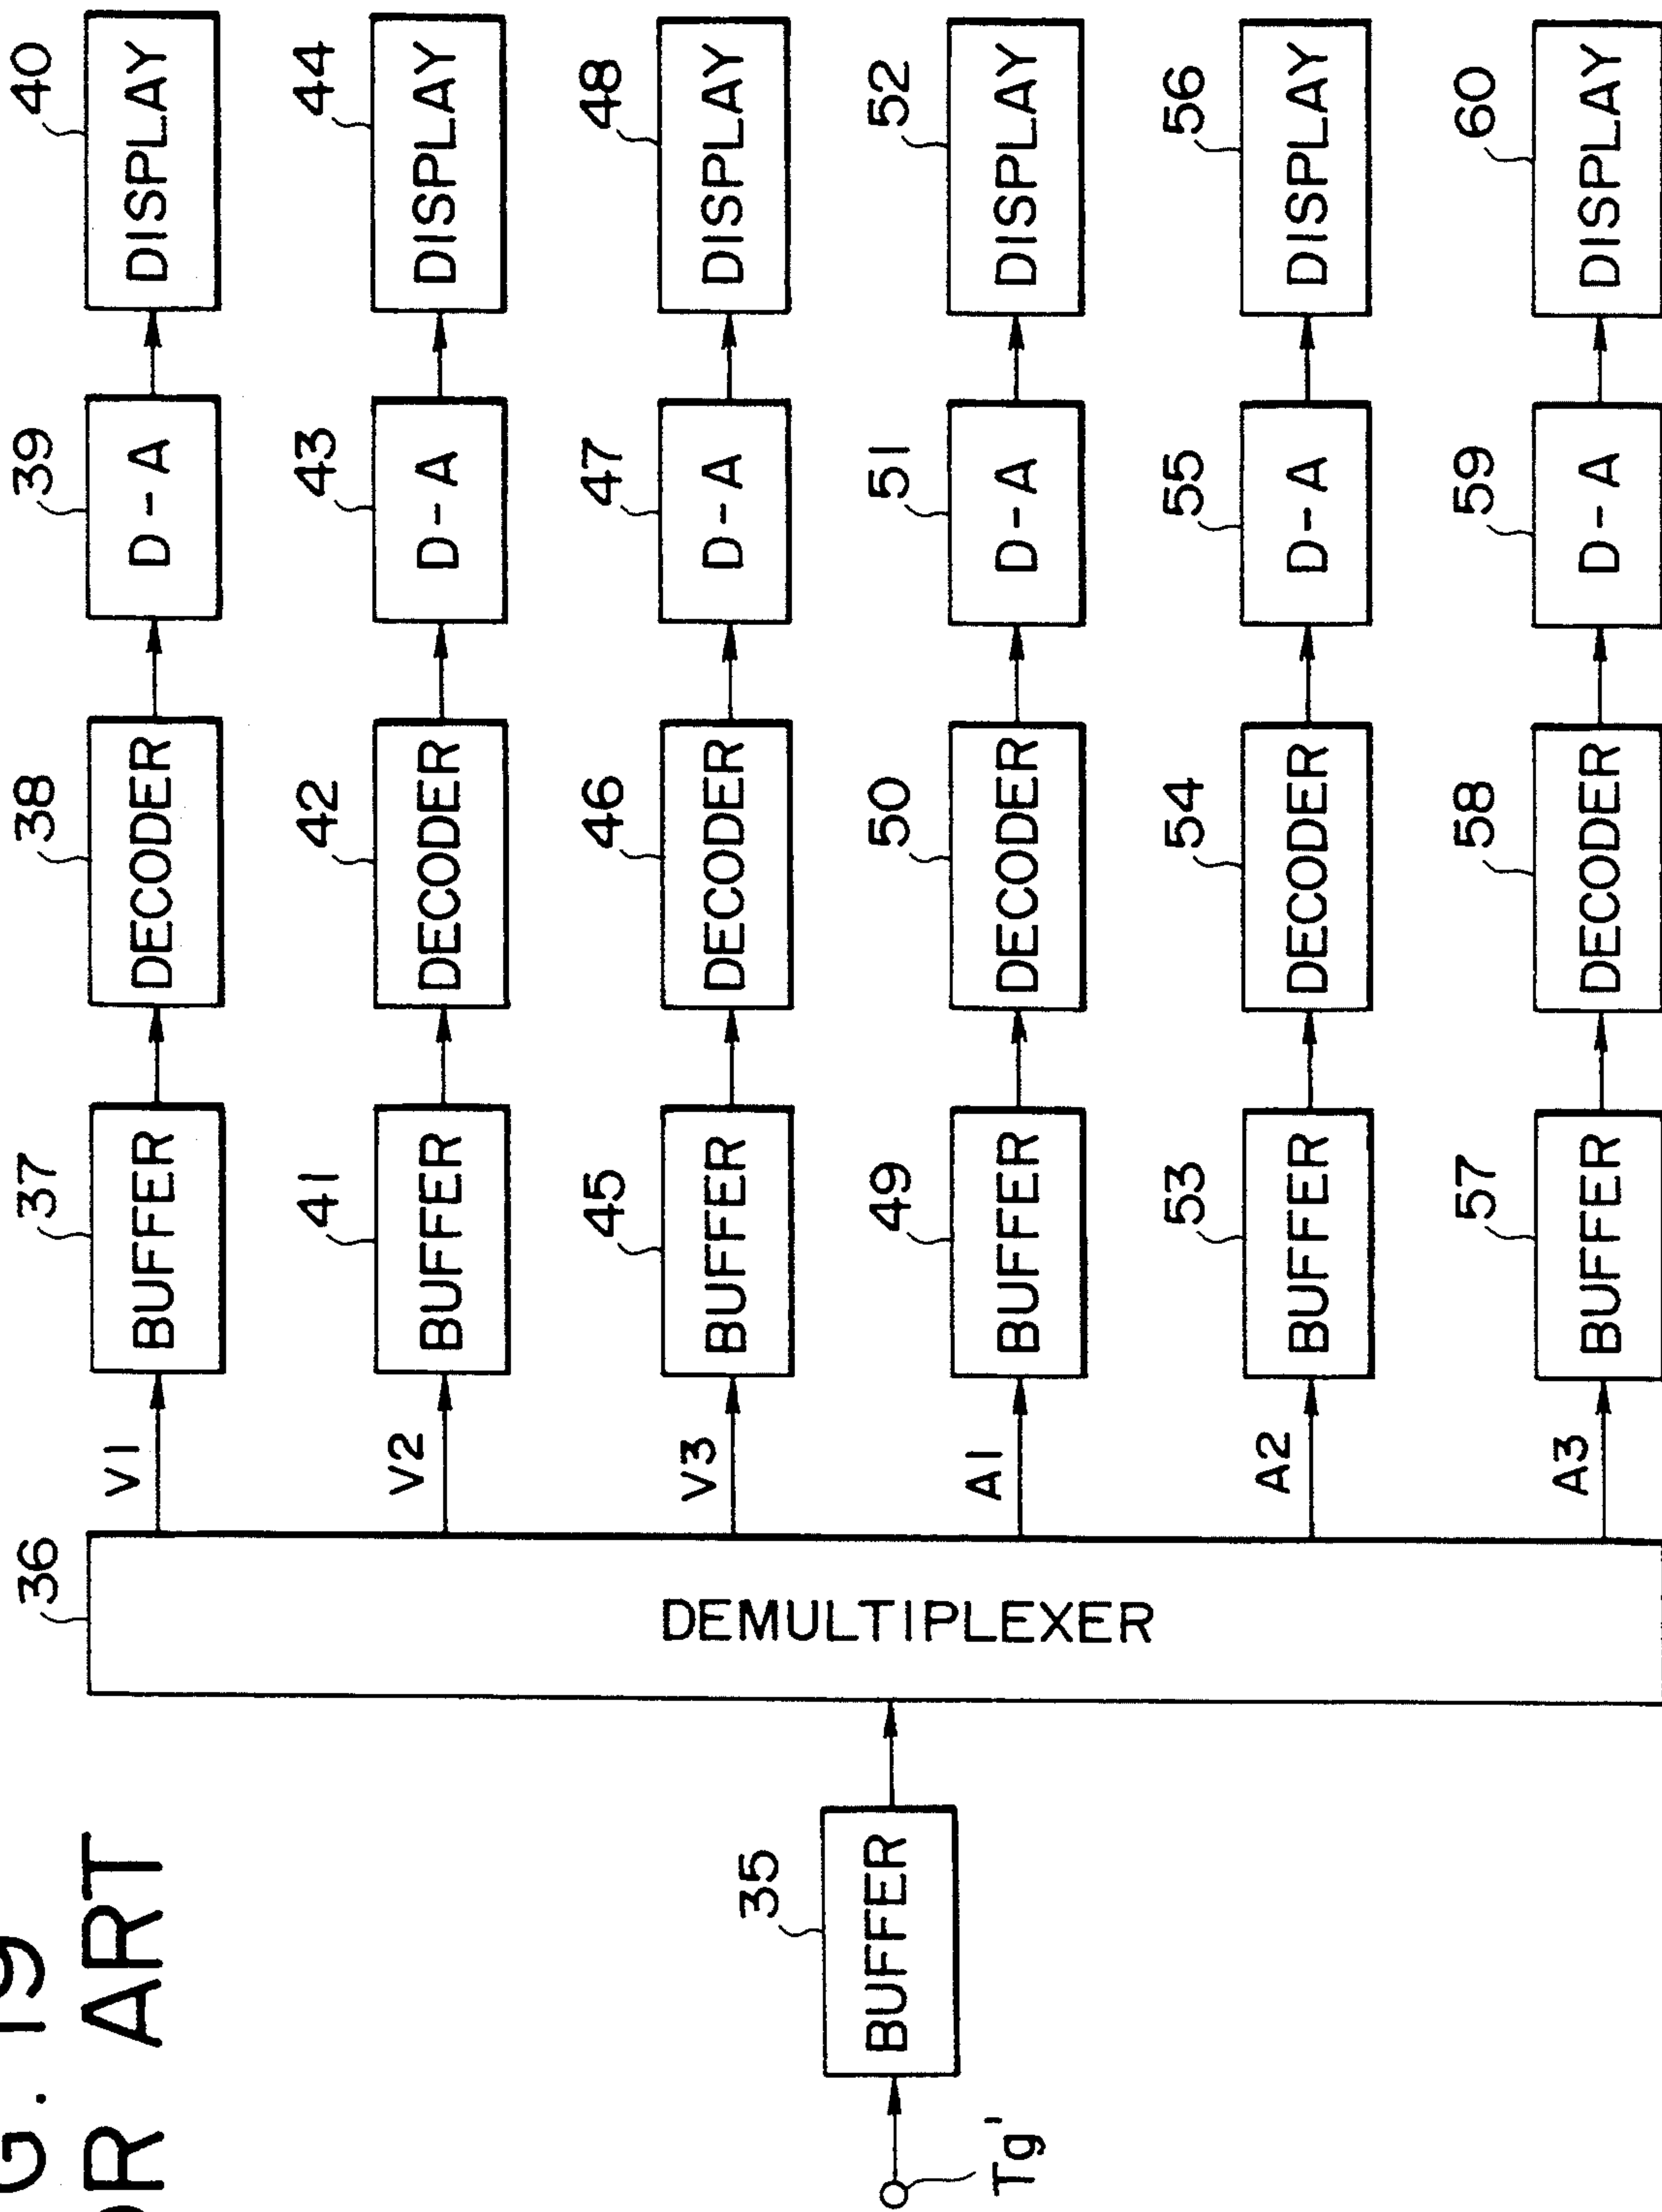 G. 19
OR ART
36
37
38
39
40
V1
BUFFER
DECODER
D-A
DISPLAY
41
42
43
44
V2
BUFFER
DECODER
D-A
DISPLAY
45
46
47
48
V3
BUFFER
DECODER
D-A
DISPLAY
35
Tg'
BUFFER
DEMULTIPLEXER
49
50
51
52
A1
BUFFER
DECODER
D-A
DISPLAY
53
54
55
56
A2
BUFFER
DECODER
D-A
DISPLAY
57
58
59
60
A3
BUFFER
DECODER
D-A
DISPLAY